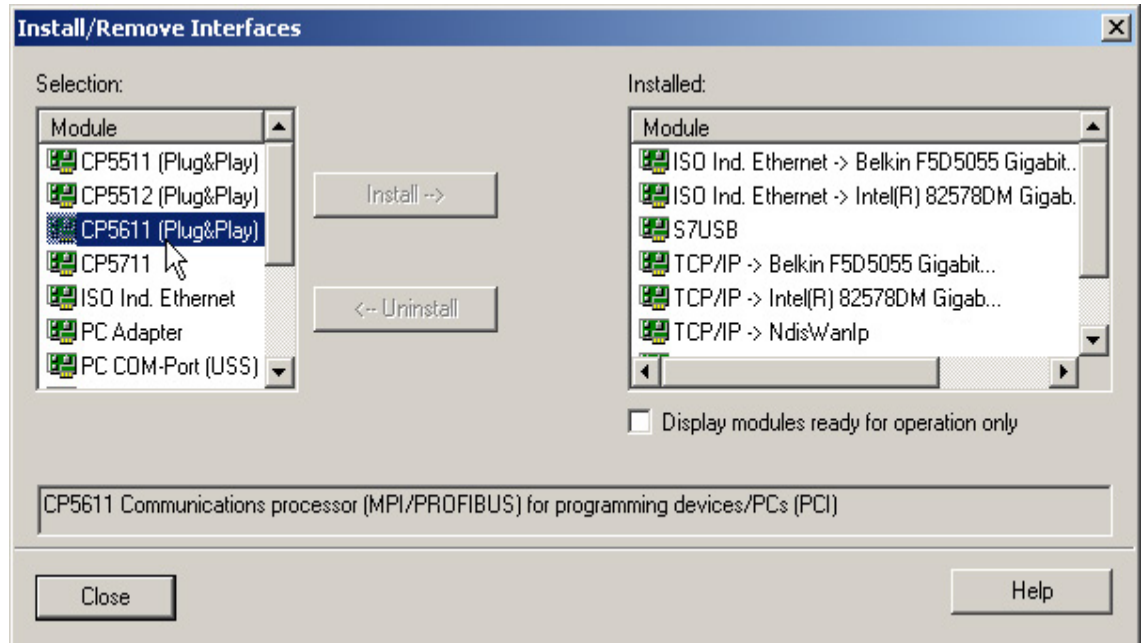 Install/Remove Interfaces
Selection:
Module
CP5511 (Plug&Play)
CP5512 (Plug&Play)
CP5611 (Plug&Play)
CP5711
ISO Ind. Ethernet
PC Adapter
PC COM-Port (USS)
Install -->
<-- Uninstall
Installed:
Module
ISO Ind. Ethernet -> Belkin F5D5055 Gigabit..
ISO Ind. Ethernet -> Intel(R) 82578DM Gigab.
S7USB
TCP/IP -> Belkin F5D5055 Gigabit...
TCP/IP -> Intel(R) 82578DM Gigab...
TCP/IP -> NdisWanIp
Display modules ready for operation only
CP5611 Communications processor (MPI/PROFIBUS) for programming devices/PCs (PCI)
Close
Help